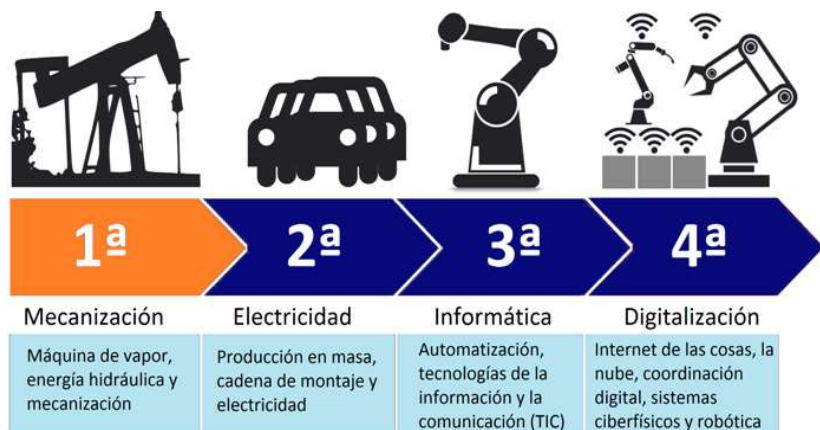 1ª
2ª
3ª
4ª
Mecanización
Electricidad
Informática
Digitalización
Máquina de vapor,
energía hidráulica y
mecanización
Producción en masa,
cadena de montaje y
electricidad
Automatización,
tecnologías de la
información y la
comunicación (TIC)
Internet de las cosas, la
nube, coordinación
digital, sistemas
ciberfísicos y robótica